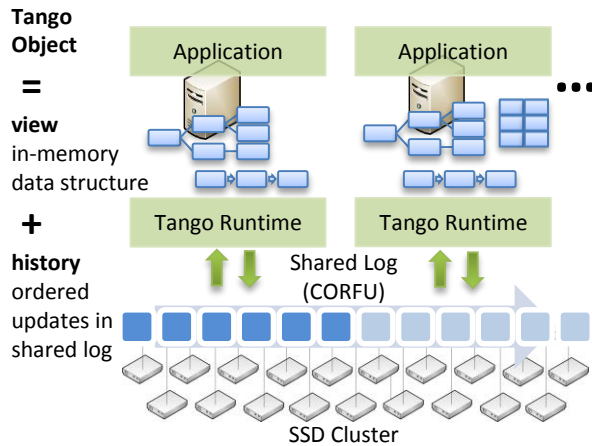 Tango
Object
=
view
in-memory
data structure
+
history
ordered
updates in
shared log
Application
Application
...
Tango Runtime
Tango Runtime
Shared Log
(CORFU)
SSD Cluster